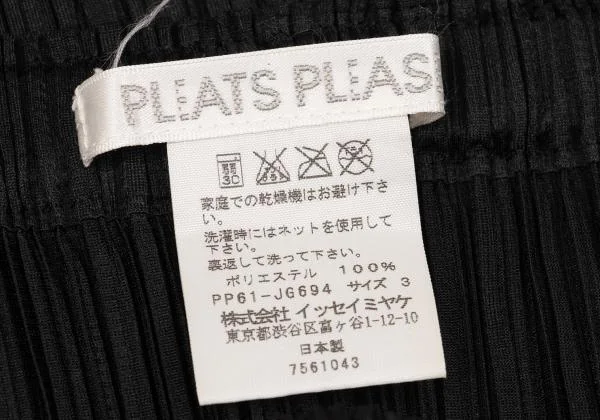 PLEATS PLEAS
弱
30
家庭での乾燥機はお避け下さ
い。
洗濯時にはネットを使用して
下さい。
裏返して洗って下さい。
ポリエステル 100%
PP61-JG694 サイズ 3
株式会社イッセイミヤケ
東京都渋谷区富ヶ谷1-12-10
日本製
7561043